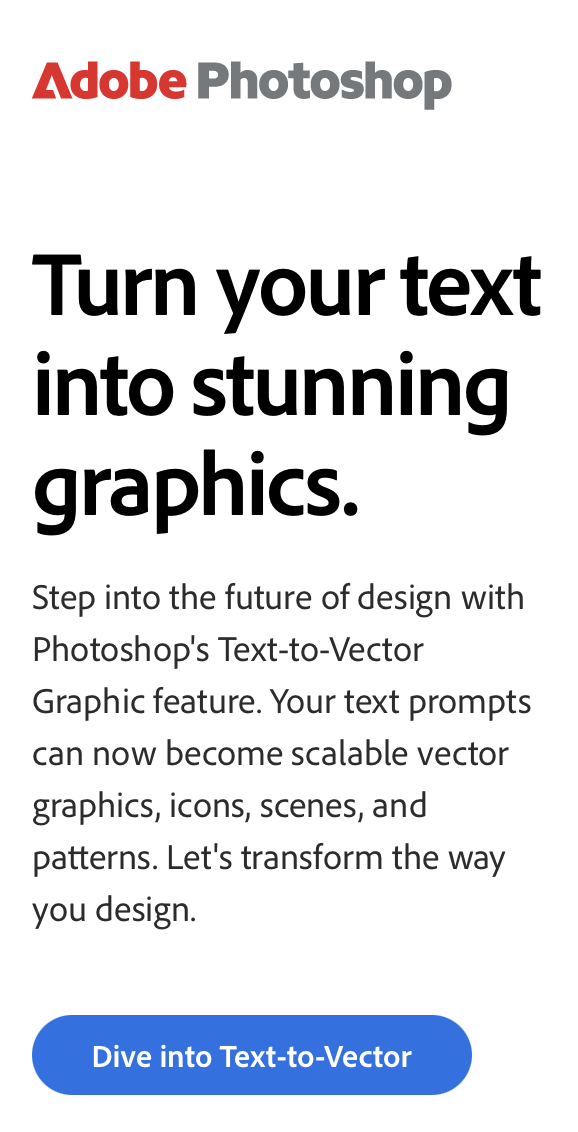 Adobe Photoshop
Turn your text
into stunning
graphics.
Step into the future of design with
Photoshop's Text-to-Vector
Graphic feature. Your text prompts
can now become scalable vector
graphics, icons, scenes, and
patterns. Let's transform the way
you design.
Dive into Text-to-Vector